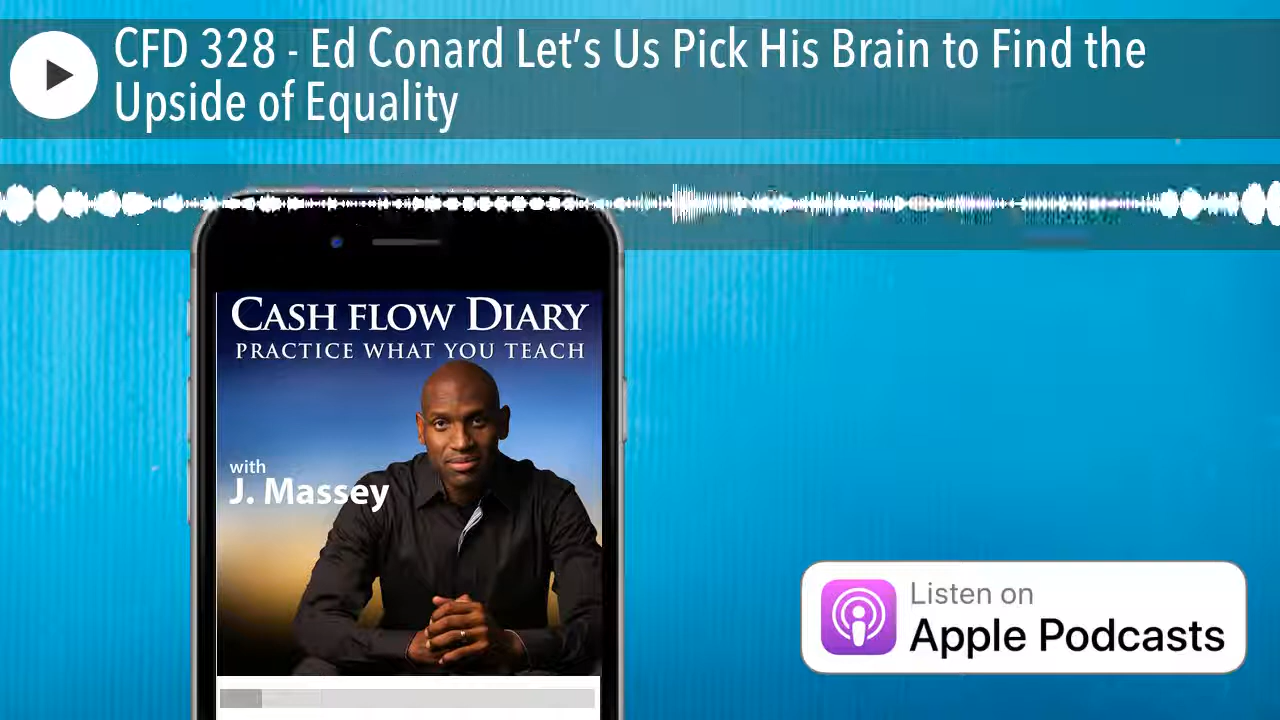 CFD 328 - Ed Conard Let’s Us Pick His Brain to Find the
Upside of Equality
CASH FLOW DIARY
PRACTICE WHAT YOU TEACH
with
J. Massey
Listen on
Apple Podcasts